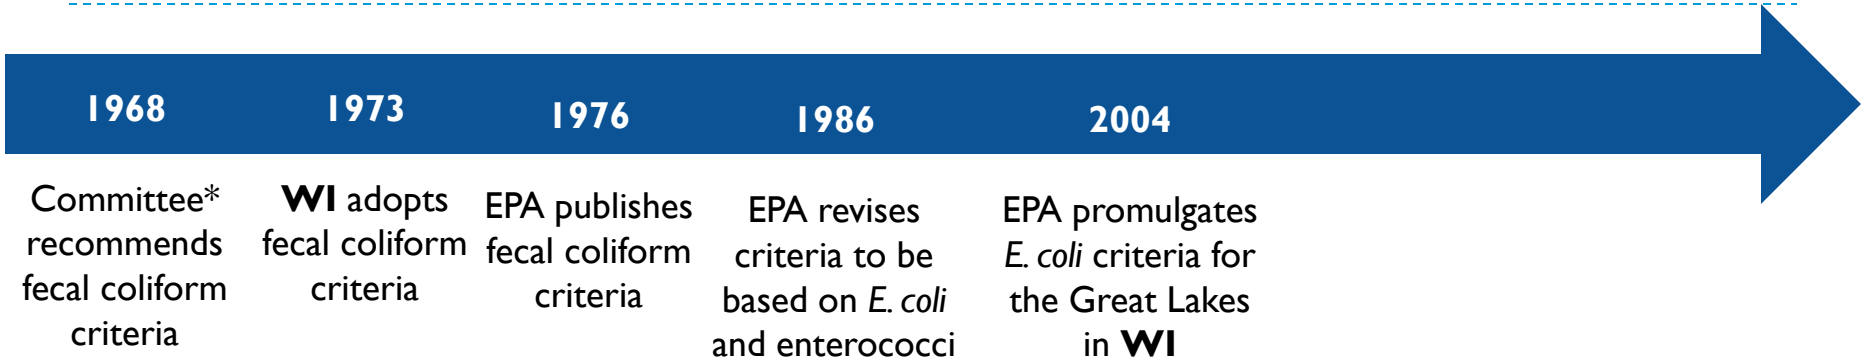 1968
1973
1976
1986
2004
Committee*
recommends
fecal coliform
criteria
WI adopts
fecal coliform
criteria
EPA publishes
fecal coliform
criteria
EPA revises
criteria to be
based on E. coli
and enterococci
EPA promulgates
E. coli criteria for
the Great Lakes
in WI